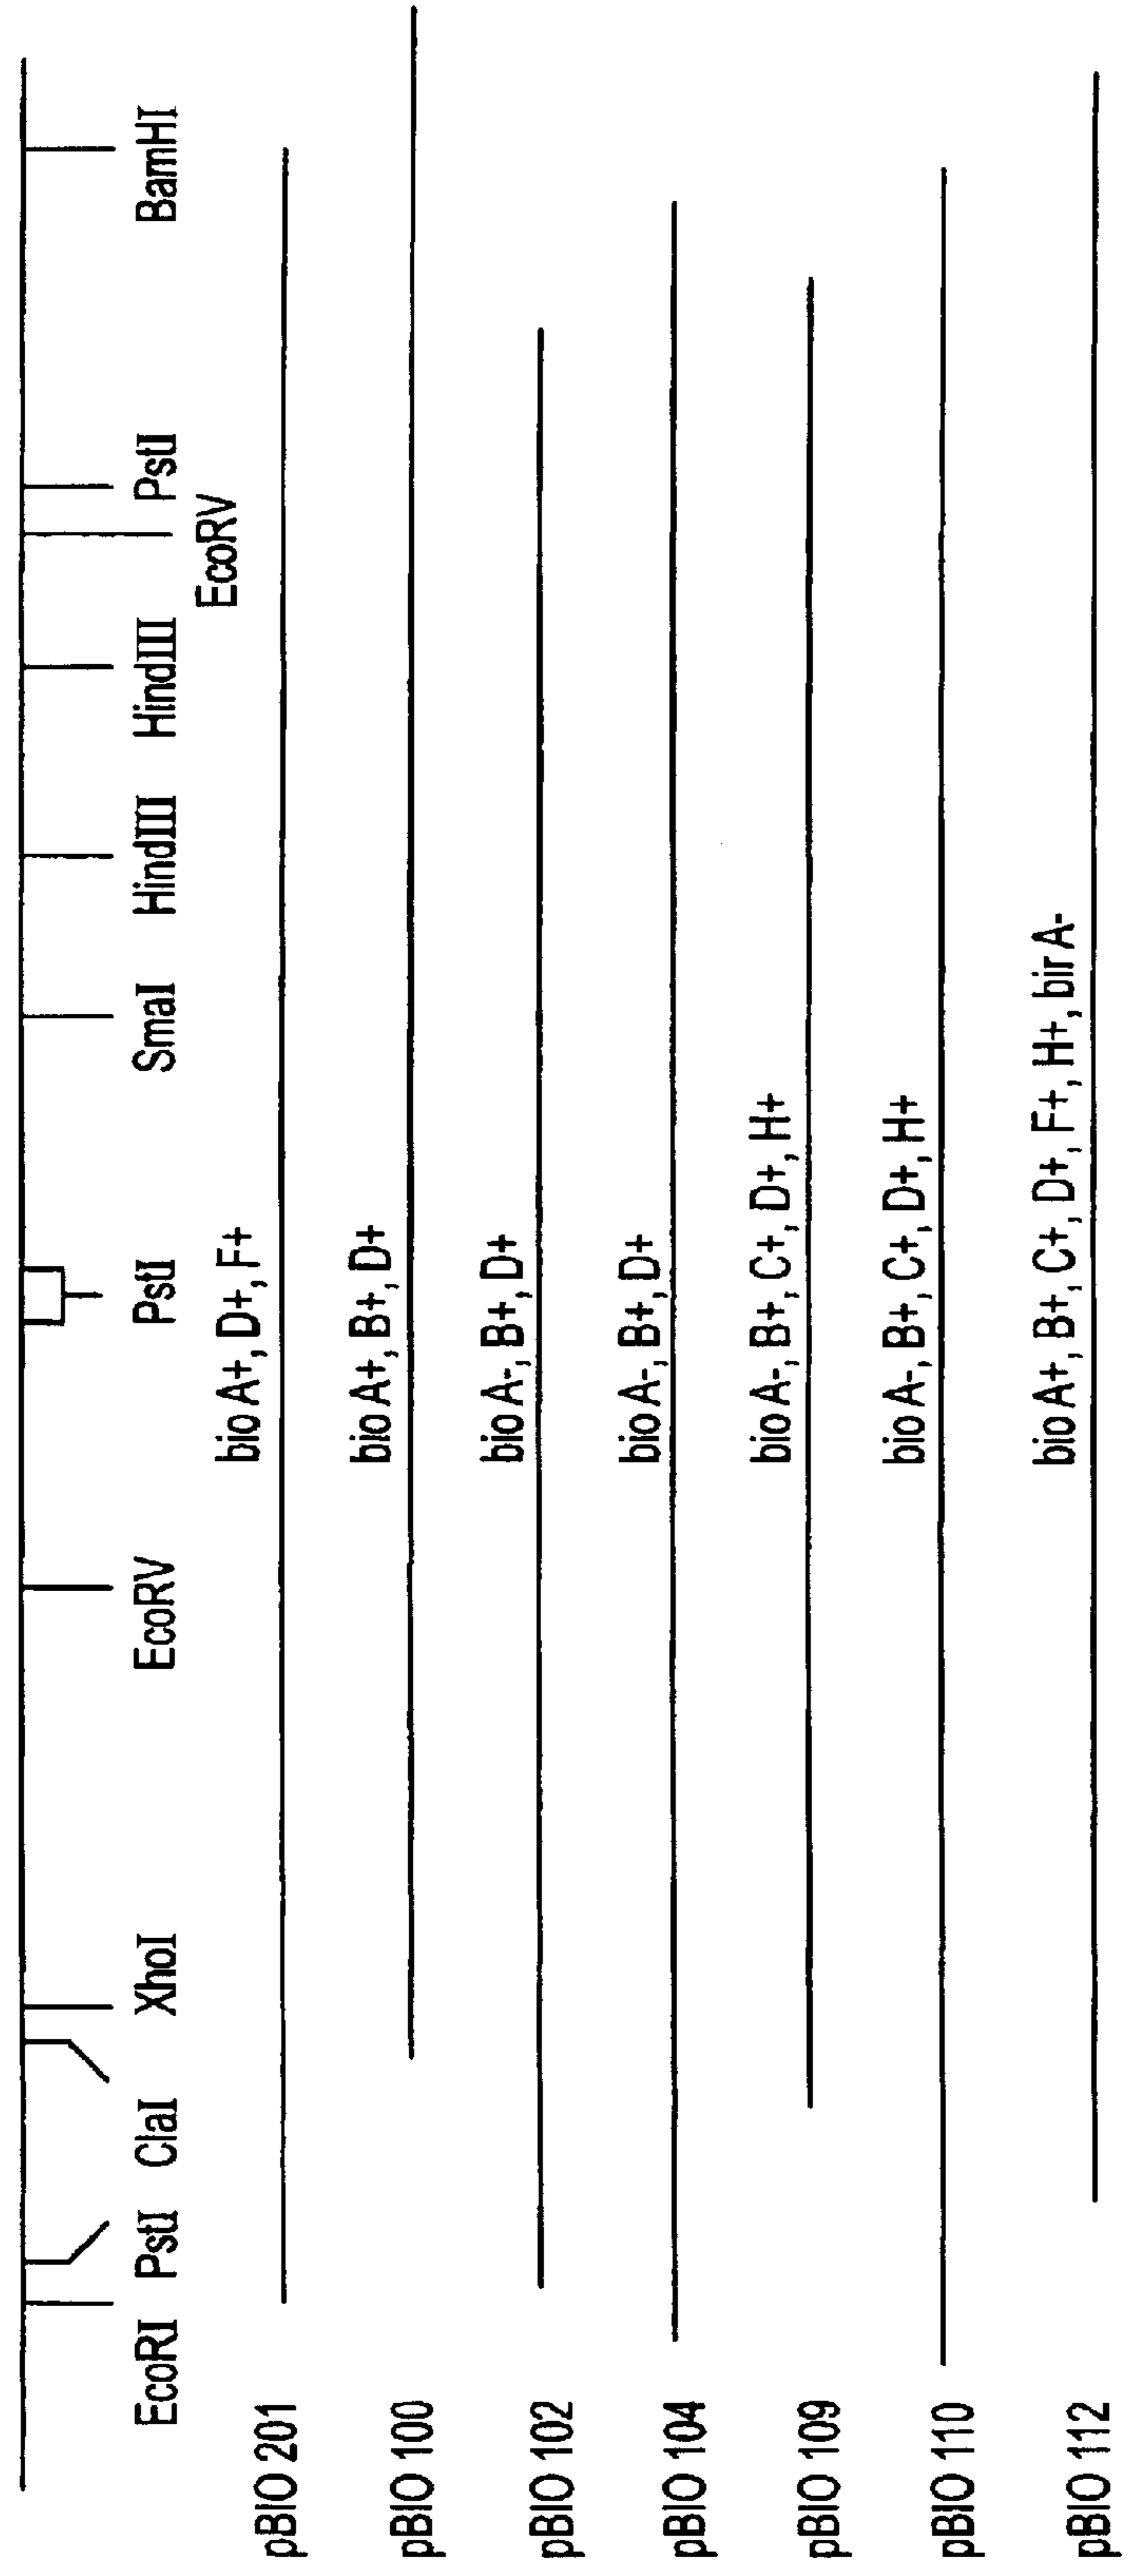 EcoRI PstI ClaI XhoI EcoRV PstI SmaI HindIII HindIII PstI BamHI
EcoRV
bio A+, D+, F+
pBIO 201
bio A+, B+, D+
pBIO 100
bio A-, B+, D+
pBIO 102
bio A-, B+, D+
pBIO 104
bio A-, B+, C+, D+, H+
pBIO 109
bio A-, B+, C+, D+, H+
pBIO 110
bio A+, B+, C+, D+, F+, H+, bir A-
pBIO 112